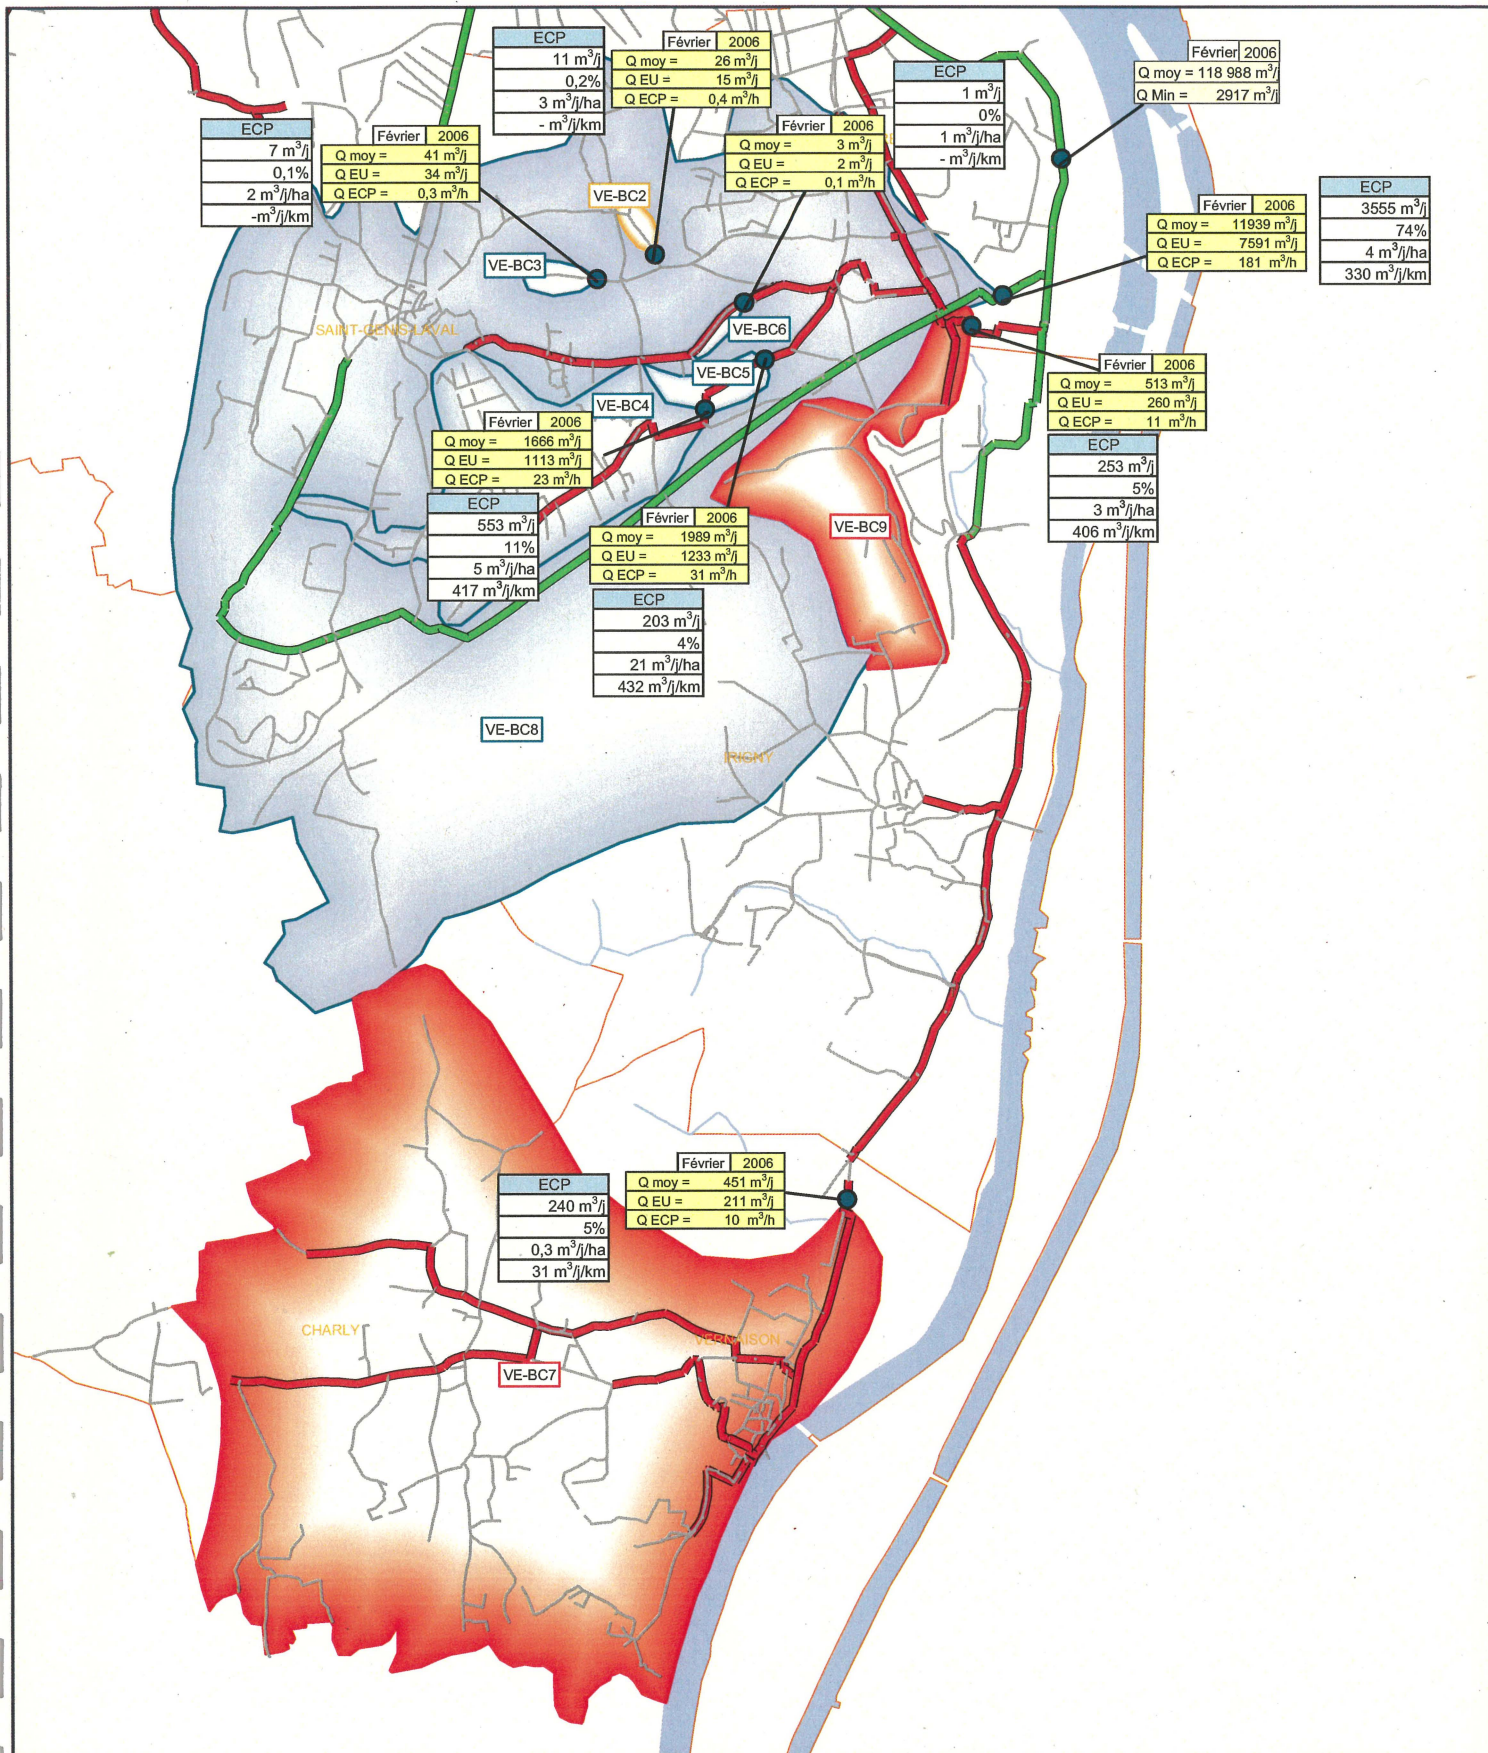 ECP
11 m³/j
0,2%
3 m³/j/ha
- m³/j/km
Février 2006
Q moy = 26 m³/j
Q EU = 15 m³/j
Q ECP = 0,4 m³/h
ECP
1 m³/j
0%
1 m³/j/ha
- m³/j/km
Février 2006
Q moy = 118 988 m³/j
Q Min = 2917 m³/j
ECP
7 m³/j
0,1%
2 m³/j/ha
-m³/j/km
Février 2006
Q moy = 41 m³/j
Q EU = 34 m³/j
Q ECP = 0,3 m³/h
Février 2006
Q moy = 3 m³/j
Q EU = 2 m³/j
Q ECP = 0,1 m³/h
VE-BC2
Février 2006
Q moy = 11939 m³/j
Q EU = 7591 m³/j
Q ECP = 181 m³/h
ECP
3555 m³/j
74%
4 m³/j/ha
330 m³/j/km
VE-BC3
SAINT-GENIS-LAVAL
VE-BC6
VE-BC5
VE-BC4
Février 2006
Q moy = 513 m³/j
Q EU = 260 m³/j
Q ECP = 11 m³/h
ECP
253 m³/j
5%
3 m³/j/ha
406 m³/j/km
Février 2006
Q moy = 1666 m³/j
Q EU = 1113 m³/j
Q ECP = 23 m³/h
ECP
553 m³/j
11%
5 m³/j/ha
417 m³/j/km
Février 2006
Q moy = 1989 m³/j
Q EU = 1233 m³/j
Q ECP = 31 m³/h
ECP
203 m³/j
4%
21 m³/j/ha
432 m³/j/km
VE-BC9
VE-BC8
IRIGNY
ECP
240 m³/j
5%
0,3 m³/j/ha
31 m³/j/km
Février 2006
Q moy = 451 m³/j
Q EU = 211 m³/j
Q ECP = 10 m³/h
CHARLY
VERNAISON
VE-BC7